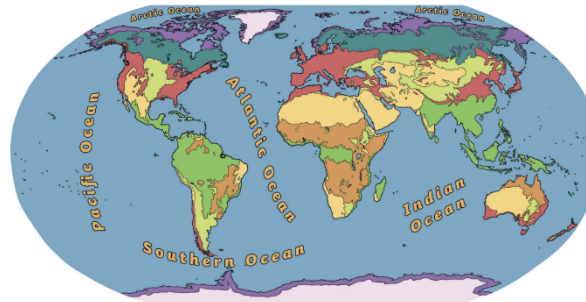 Arctic Ocean
Arctic Ocean
Pacific Ocean
Atlantic Ocean
Indian
Ocean
Southern Ocean